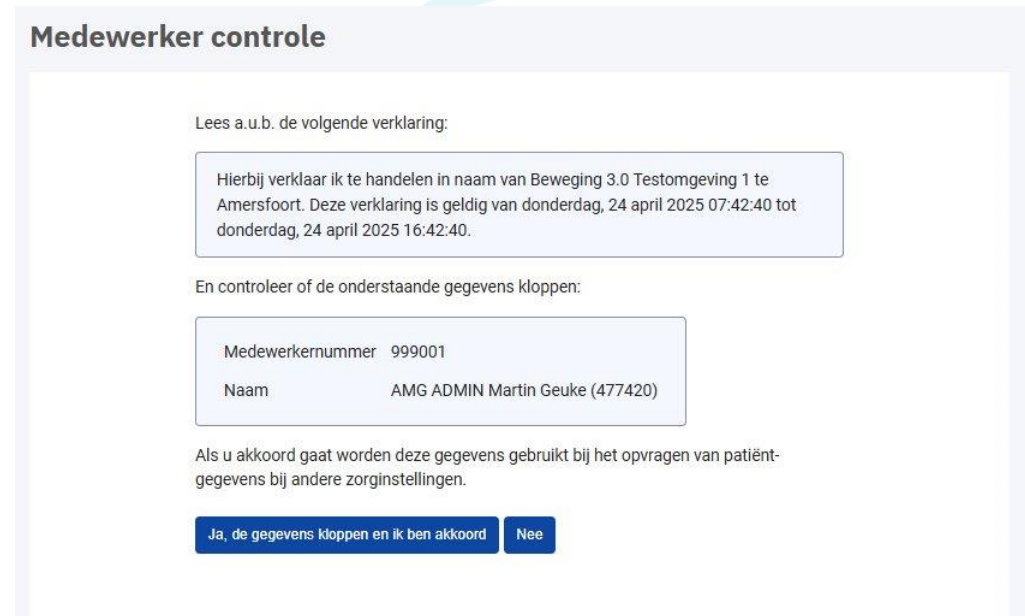 Medewerker controle
Lees a.u.b. de volgende verklaring:
Hierbij verklaar ik te handelen in naam van Beweging 3.0 Testomgeving 1 te
Amersfoort. Deze verklaring is geldig van donderdag, 24 april 2025 07:42:40 tot
donderdag, 24 april 2025 16:42:40.
En controleer of de onderstaande gegevens kloppen:
Medewerkernummer 999001
Naam AMG ADMIN Martin Geuke (477420)
Als u akkoord gaat worden deze gegevens gebruikt bij het opvragen van patiënt-
gegevens bij andere zorginstellingen.
Ja, de gegevens kloppen en ik ben akkoord Nee